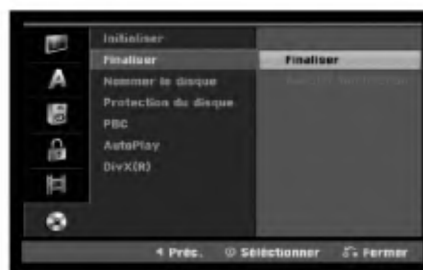 Initialiser
Finaliser
Finaliser
Nommer le disque
Protection du disque
PBC
AutoPlay
DivX(R)
Préc.
Sélectionner
Fermer